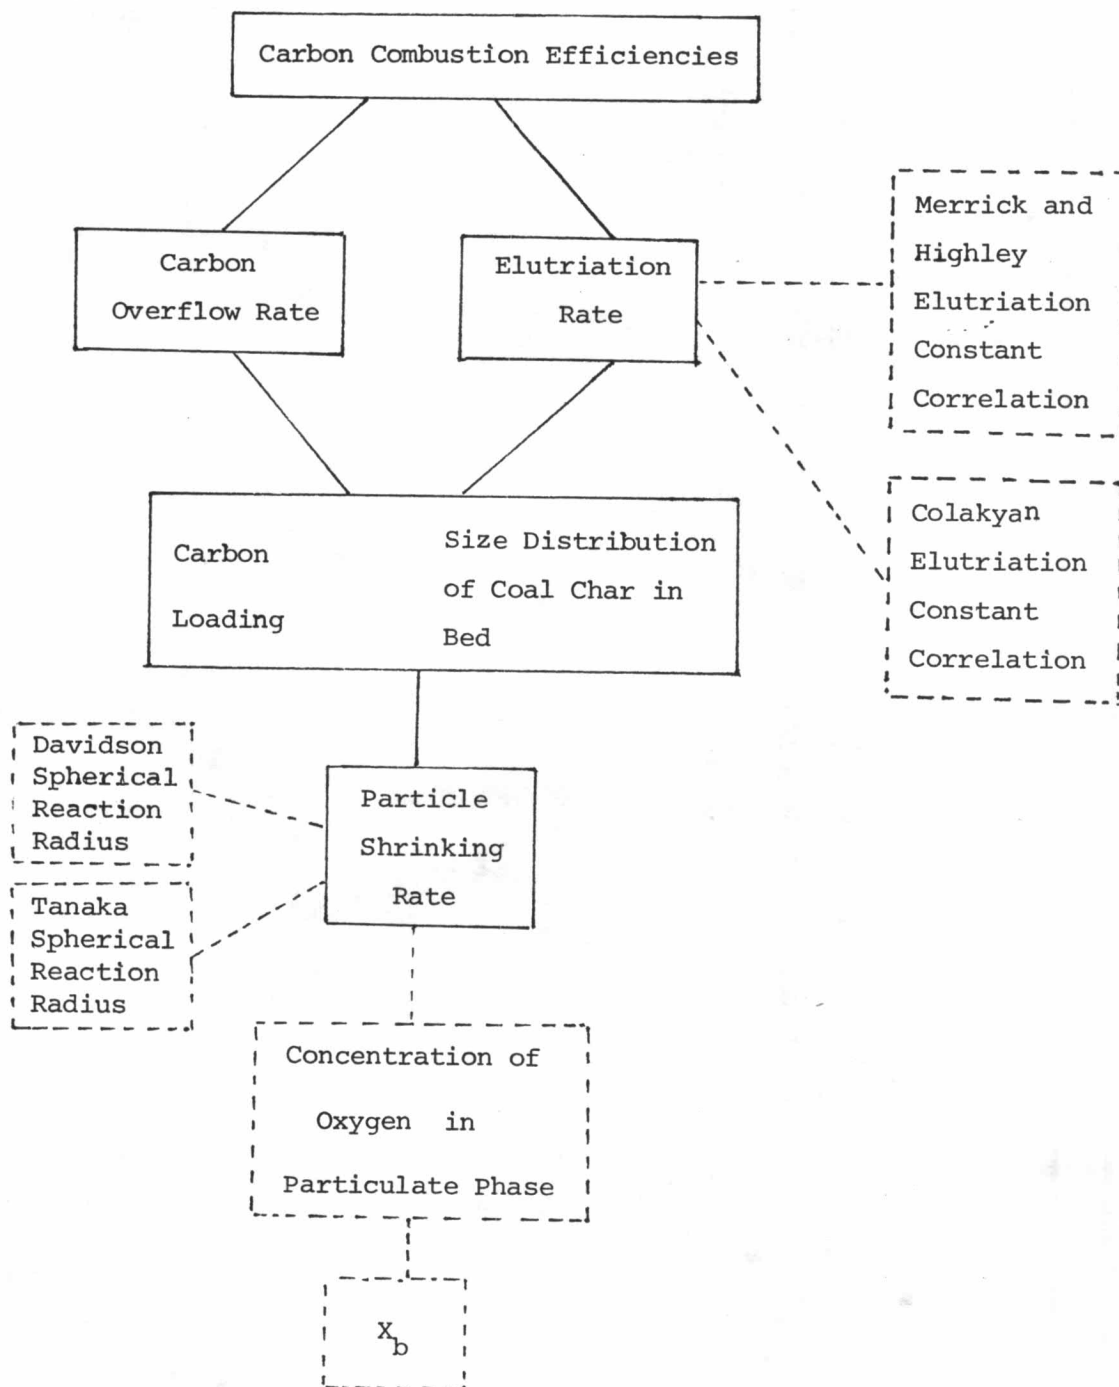 Carbon Combustion Efficiencies
Carbon
Overflow Rate
Elutriation
Rate
Merrick and
Highley
Elutriation
Constant
Correlation
Colakyan
Elutriation
Constant
Correlation
Carbon
Loading
Size Distribution
of Coal Char in
Bed
Davidson
Spherical
Reaction
Radius
Tanaka
Spherical
Reaction
Radius
Particle
Shrinking
Rate
Concentration of
Oxygen in
Particulate Phase
X_b